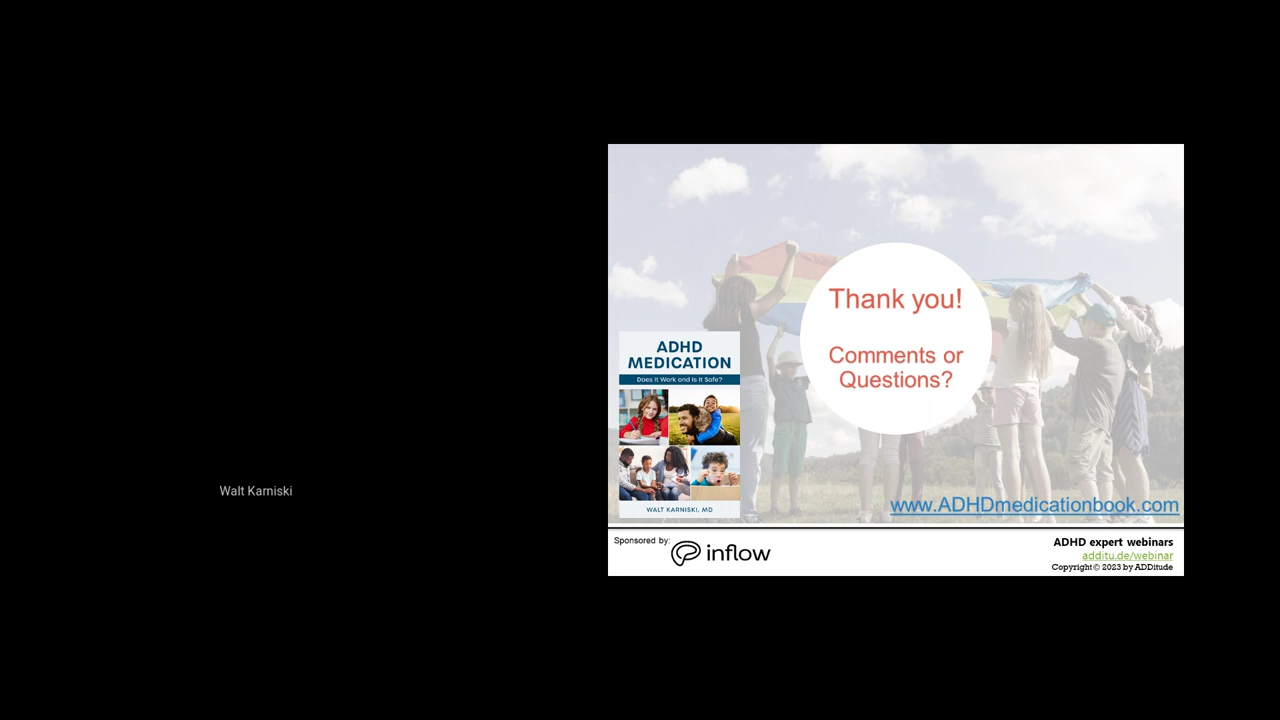 Walt Karniski
Thank you!
Comments or
Questions?
ADHD
MEDICATION
Does It Work and Is It Safe?
WALT KARNISKI, MD
www.ADHDmedicationbook.com
Sponsored by:
inflow
ADHD expert webinars
additu.de/webinar
Copyright © 2023 by ADDitude